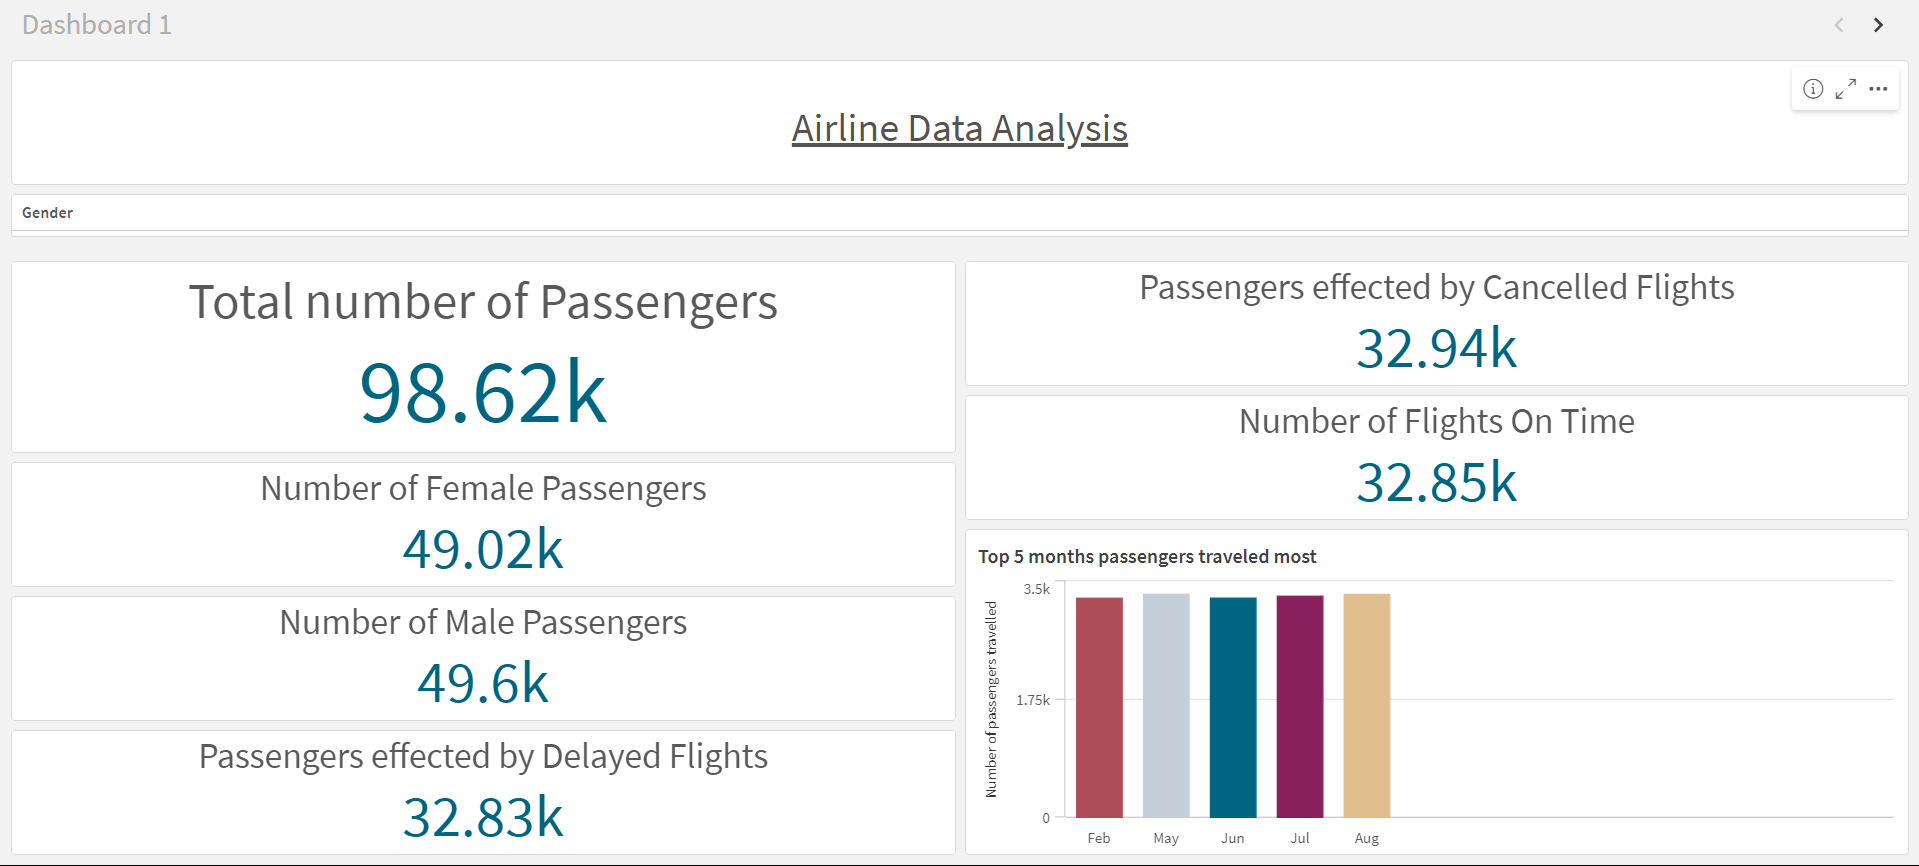 Dashboard 1
Airline Data Analysis
Gender
Total number of Passengers
98.62k
Number of Female Passengers
49.02k
Number of Male Passengers
49.6k
Passengers effected by Delayed Flights
32.83k
Passengers effected by Cancelled Flights
32.94k
Number of Flights On Time
32.85k
Top 5 months passengers traveled most
Number of passengers travelled
3.5k
1.75k
0
Feb May Jun Jul Aug